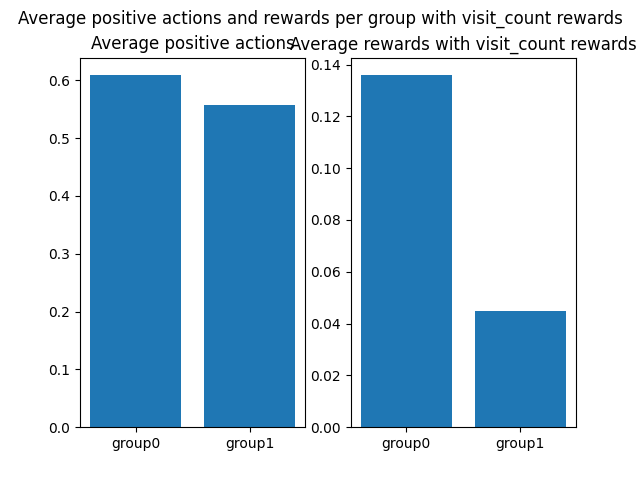 Average positive actions and rewards per group with visit_count rewards
Average positive actions
0.6
0.5
0.4
0.3
0.2
0.1
0.0
group0
group1
Average rewards with visit_count rewards
0.14
0.12
0.10
0.08
0.06
0.04
0.02
0.00
group0
group1